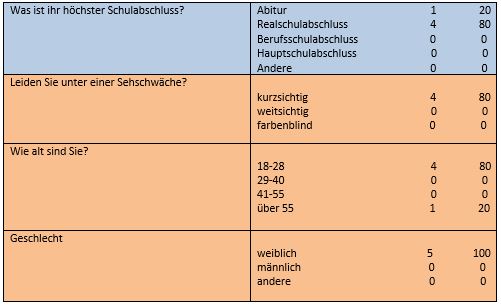 Was ist ihr höchster Schulabschluss? Abitur 1 20
Realschulabschluss 4 80
Berufsschulabschluss 0 0
Hauptschulabschluss 0 0
Andere 0 0
Leiden Sie unter einer Sehschwäche?
kurzsichtig 4 80
weitsichtig 0 0
farbenblind 0 0
Wie alt sind Sie?
18-28 4 80
29-40 0 0
41-55 0 0
über 55 1 20
Geschlecht
weiblich 5 100
männlich 0 0
andere 0 0